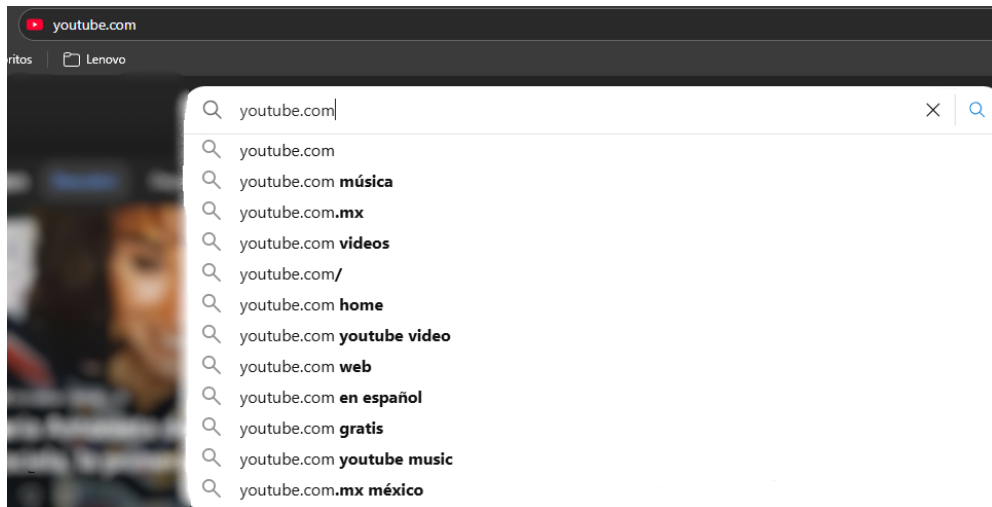 youtube.com
ritos Lenovo
youtube.com
youtube.com
youtube.com música
youtube.com.mx
youtube.com videos
youtube.com/
youtube.com home
youtube.com youtube video
youtube.com web
youtube.com en español
youtube.com gratis
youtube.com youtube music
youtube.com.mx méxico